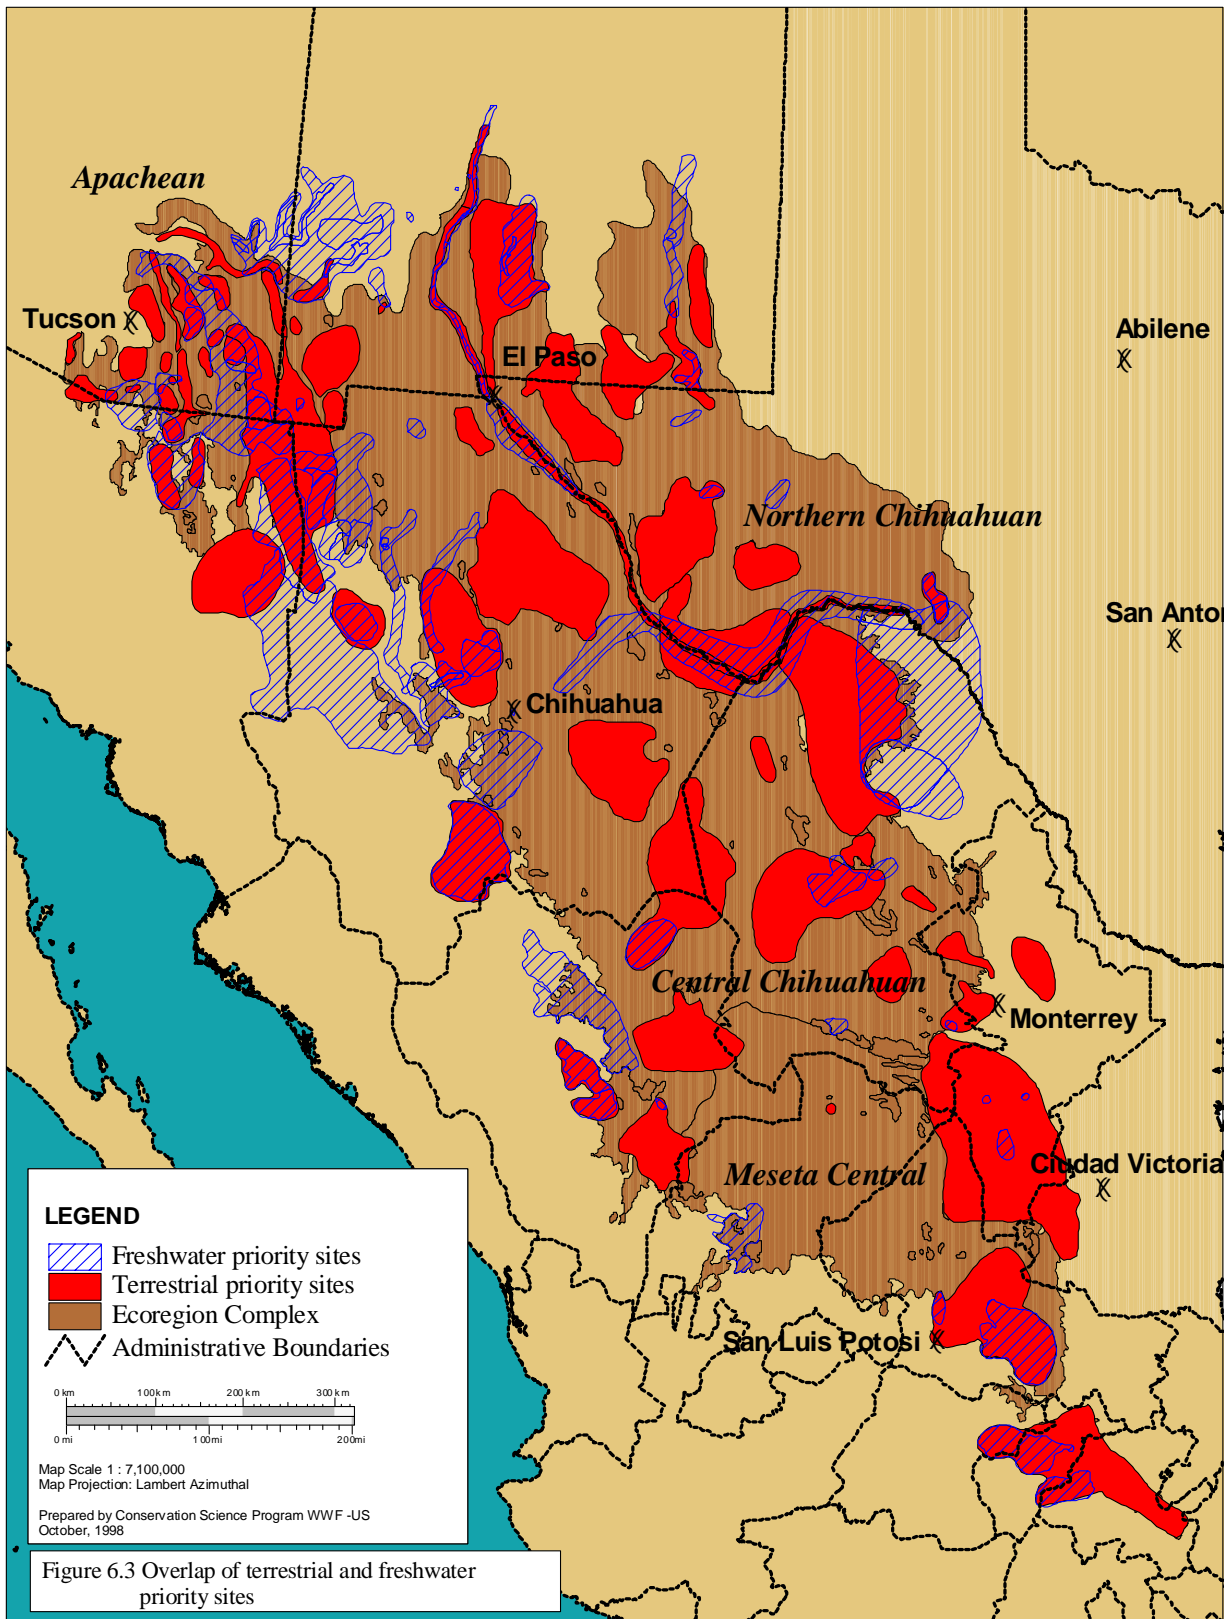 Apachean
Tucson
El Paso
Abilene
Northern Chihuahuan
San Anton
Chihuahua
Central Chihuahuan
Monterrey
Meseta Central
Ciudad Victoria
San Luis Potosi
LEGEND
Freshwater priority sites
Terrestrial priority sites
Ecoregion Complex
Administrative Boundaries
0 km 100 km 200 km 300 km
0 mi 100 mi 200 mi
Map Scale 1 : 7,100,000
Map Projection: Lambert Azimuthal
Prepared by Conservation Science Program WWF -US
October, 1998
Figure 6.3 Overlap of terrestrial and freshwater
priority sites